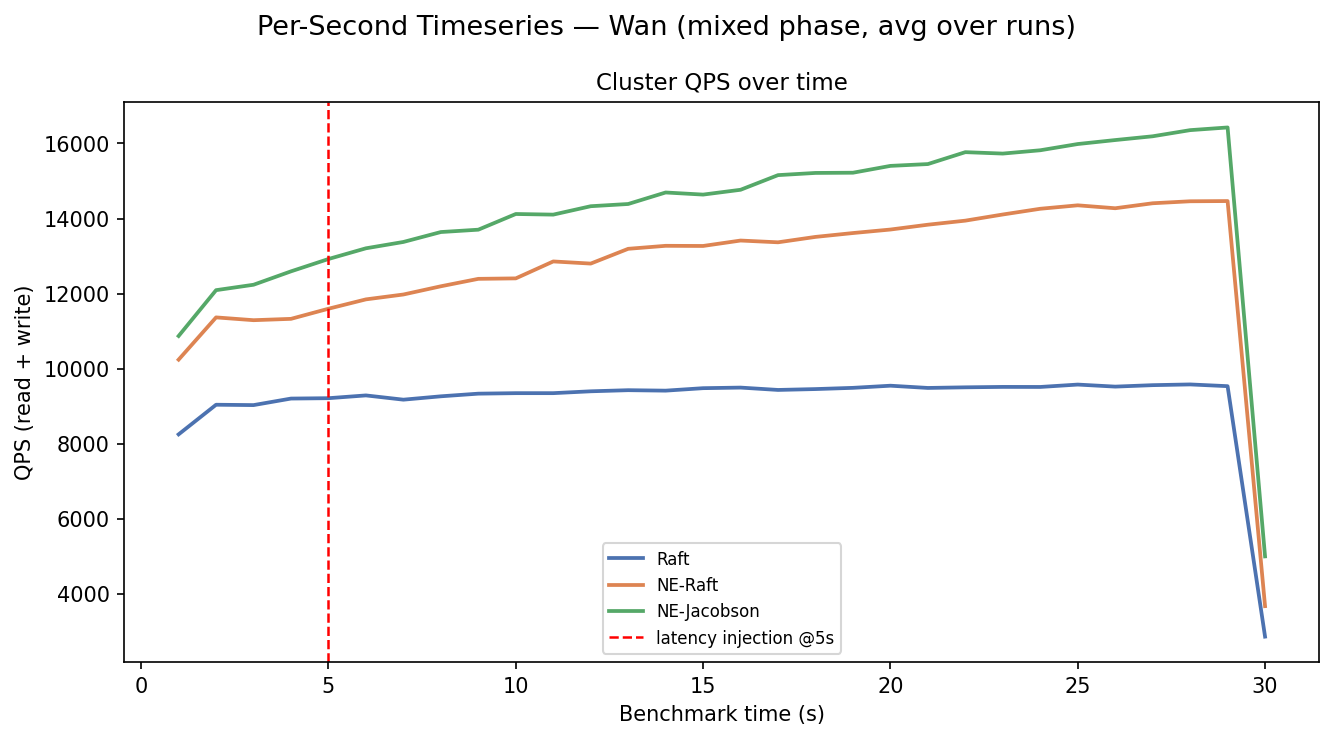 Per-Second Timeseries — Wan (mixed phase, avg over runs)
Cluster QPS over time
QPS (read + write)
16000
14000
12000
10000
8000
6000
4000
Raft
NE-Raft
NE-Jacobson
latency injection @5s
0 5 10 15 20 25 30
Benchmark time (s)